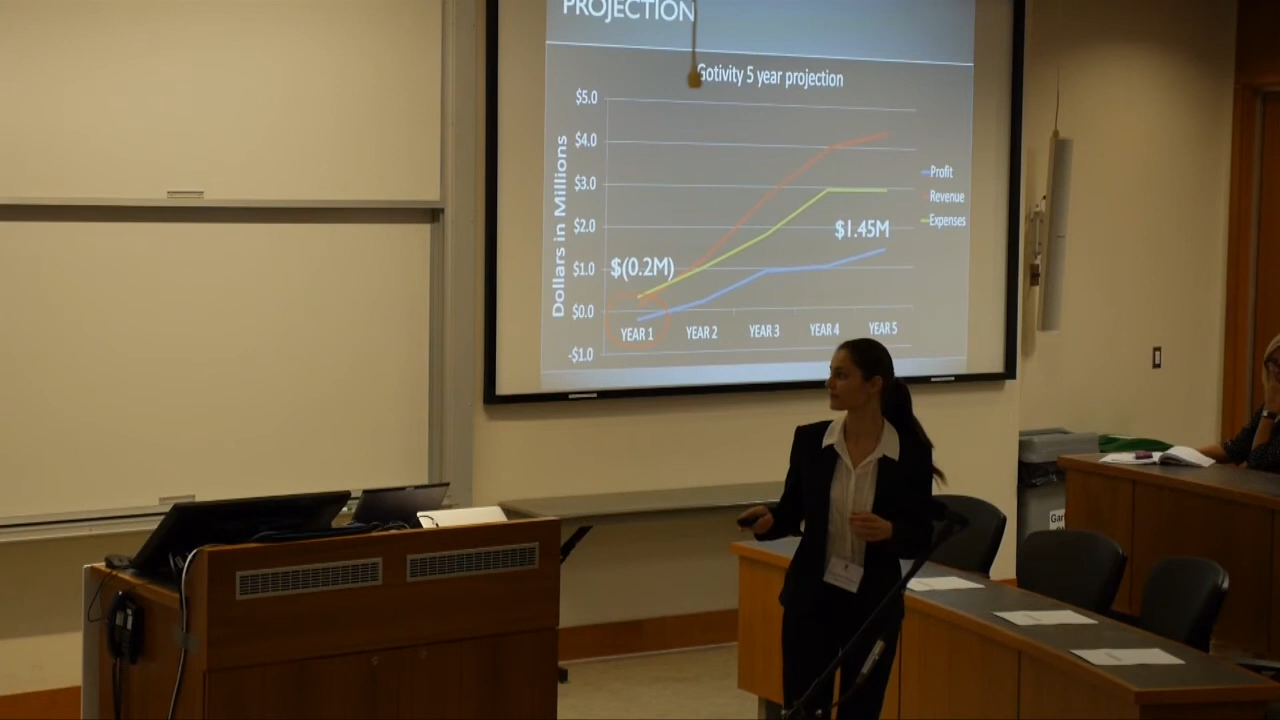 PROJECTION
Gotivity 5 year projection
$5.0
$4.0
$3.0
$2.0
$1.0
$0.0
-$1.0
Dollars in Millions
$(0.2M)
$1.45M
YEAR 1 YEAR 2 YEAR 3 YEAR 4 YEAR 5
Profit
Revenue
Expenses